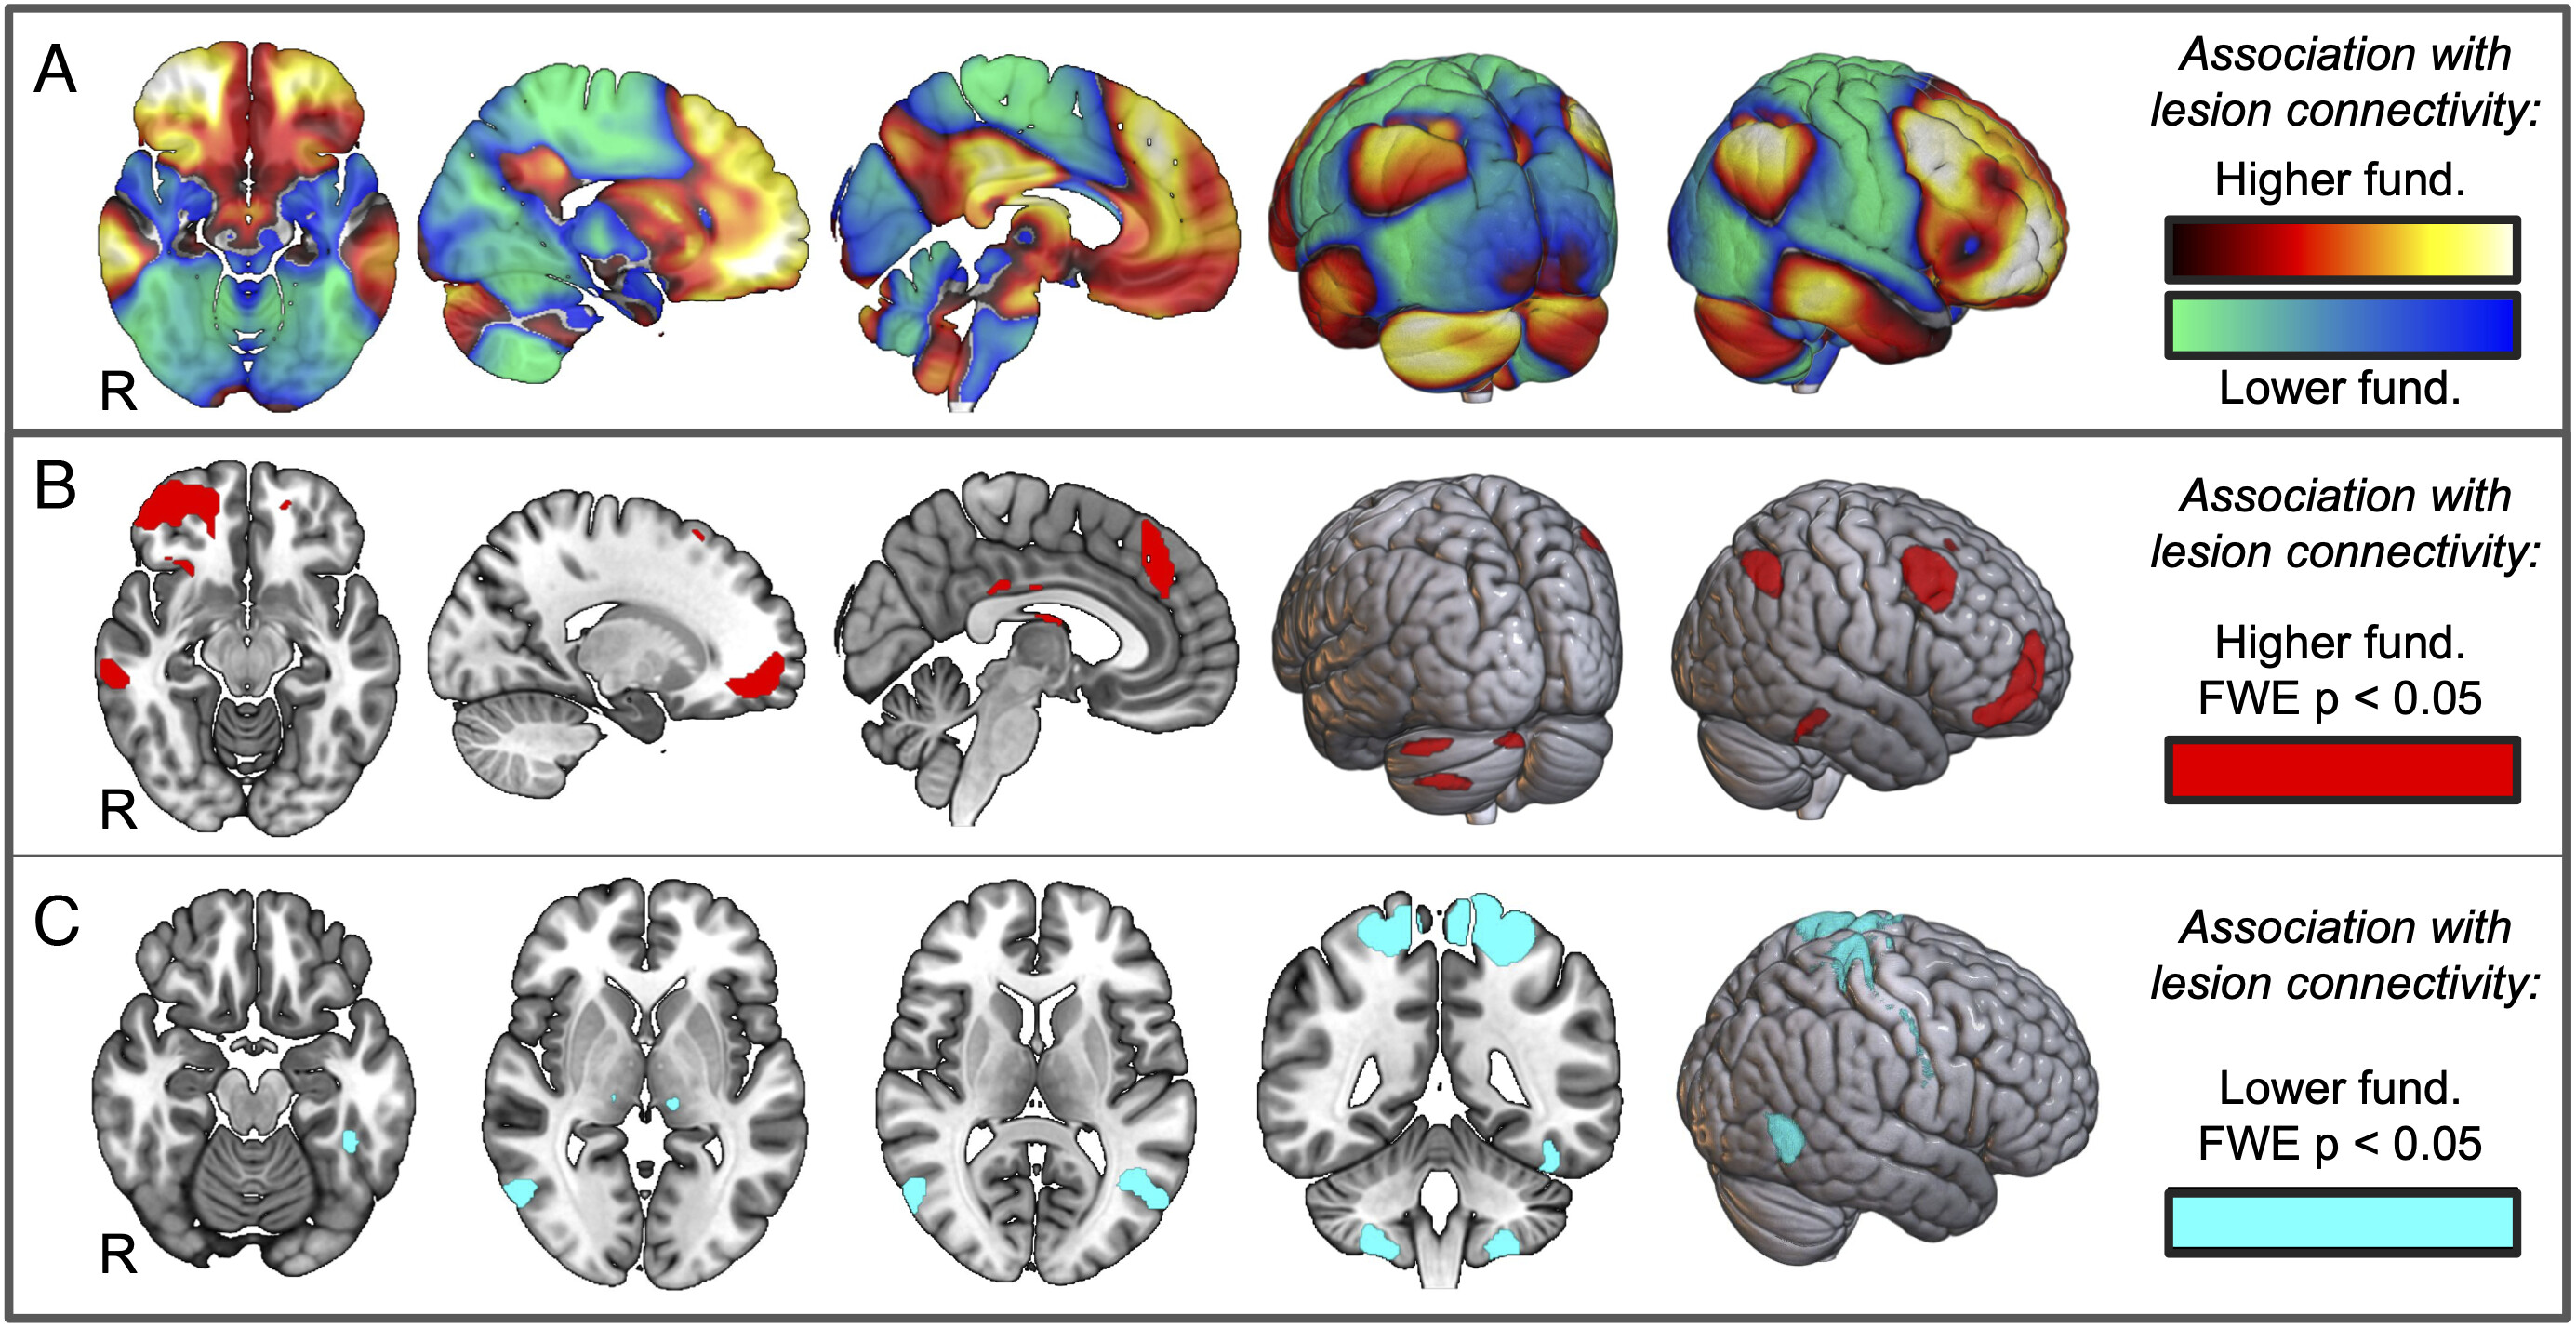 A
Association with
lesion connectivity:
Higher fund.
Lower fund.
R
B
Association with
lesion connectivity:
Higher fund.
FWE p < 0.05
R
C
Association with
lesion connectivity:
Lower fund.
FWE p < 0.05
R